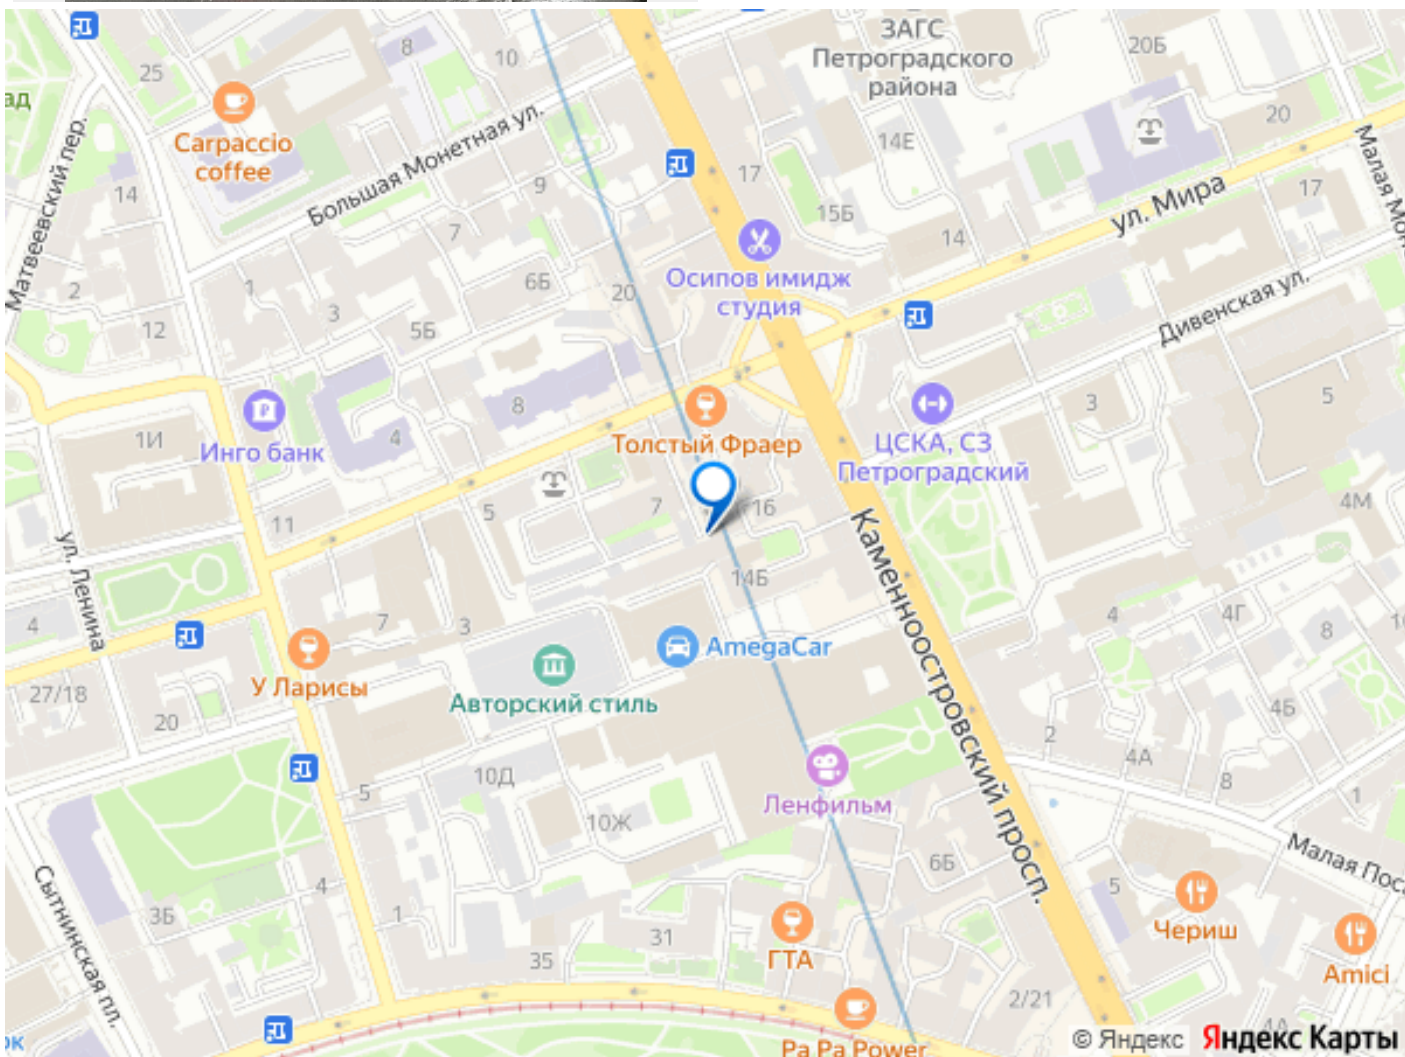 ЗАГС
Петроградского
района
8
10
20Б
25
ад
Carpaccio
coffee
Большая Монетная ул.
Матвеевский пер.
14Е
20
Малая Мон
14
9
17
17
15Б
ул. Мира
7
14
Осипов имидж
студия
2
1
6Б
20
3
12
5Б
Дивенская ул.
8
Толстый Фраер
3
5
1И
Инго банк
4
ЦСКА, СЗ
Петроградский
4М
11
5
7
16
ул. Ленина
Каменноостровский просп.
14Б
4
7
3
4
4Г
8
1
AmegaCar
У Ларисы
27/18
Авторский стиль
20
4Б
2
4А
5
10Д
Ленфильм
8
1
10Ж
Малая Поса
6Б
5
Сытнинская пл.
4
3Б
1
Чериш
31
35
ГТА
Amici
2/21
4А
ок
Pa Pa Power
© Яндекс Яндекс Карты